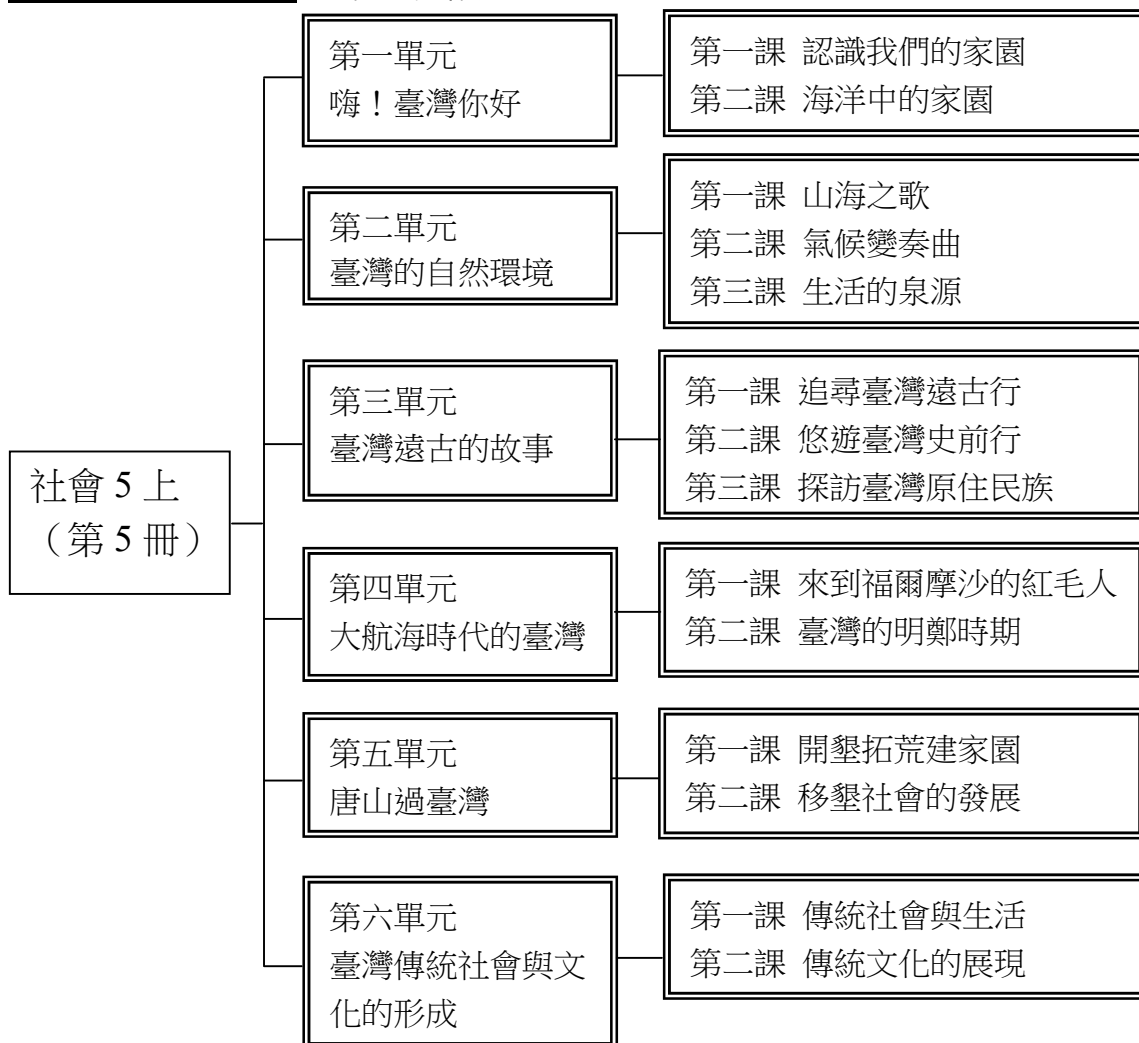 社會 5 上
（第 5 冊）
第一單元
嗨！臺灣你好
第一課 認識我們的家園
第二課 海洋中的家園
第二單元
臺灣的自然環境
第一課 山海之歌
第二課 氣候變奏曲
第三課 生活的泉源
第三單元
臺灣遠古的故事
第一課 追尋臺灣遠古行
第二課 悠遊臺灣史前行
第三課 探訪臺灣原住民族
第四單元
大航海時代的臺灣
第一課 來到福爾摩沙的紅毛人
第二課 臺灣的明鄭時期
第五單元
唐山過臺灣
第一課 開墾拓荒建家園
第二課 移墾社會的發展
第六單元
臺灣傳統社會與文
化的形成
第一課 傳統社會與生活
第二課 傳統文化的展現